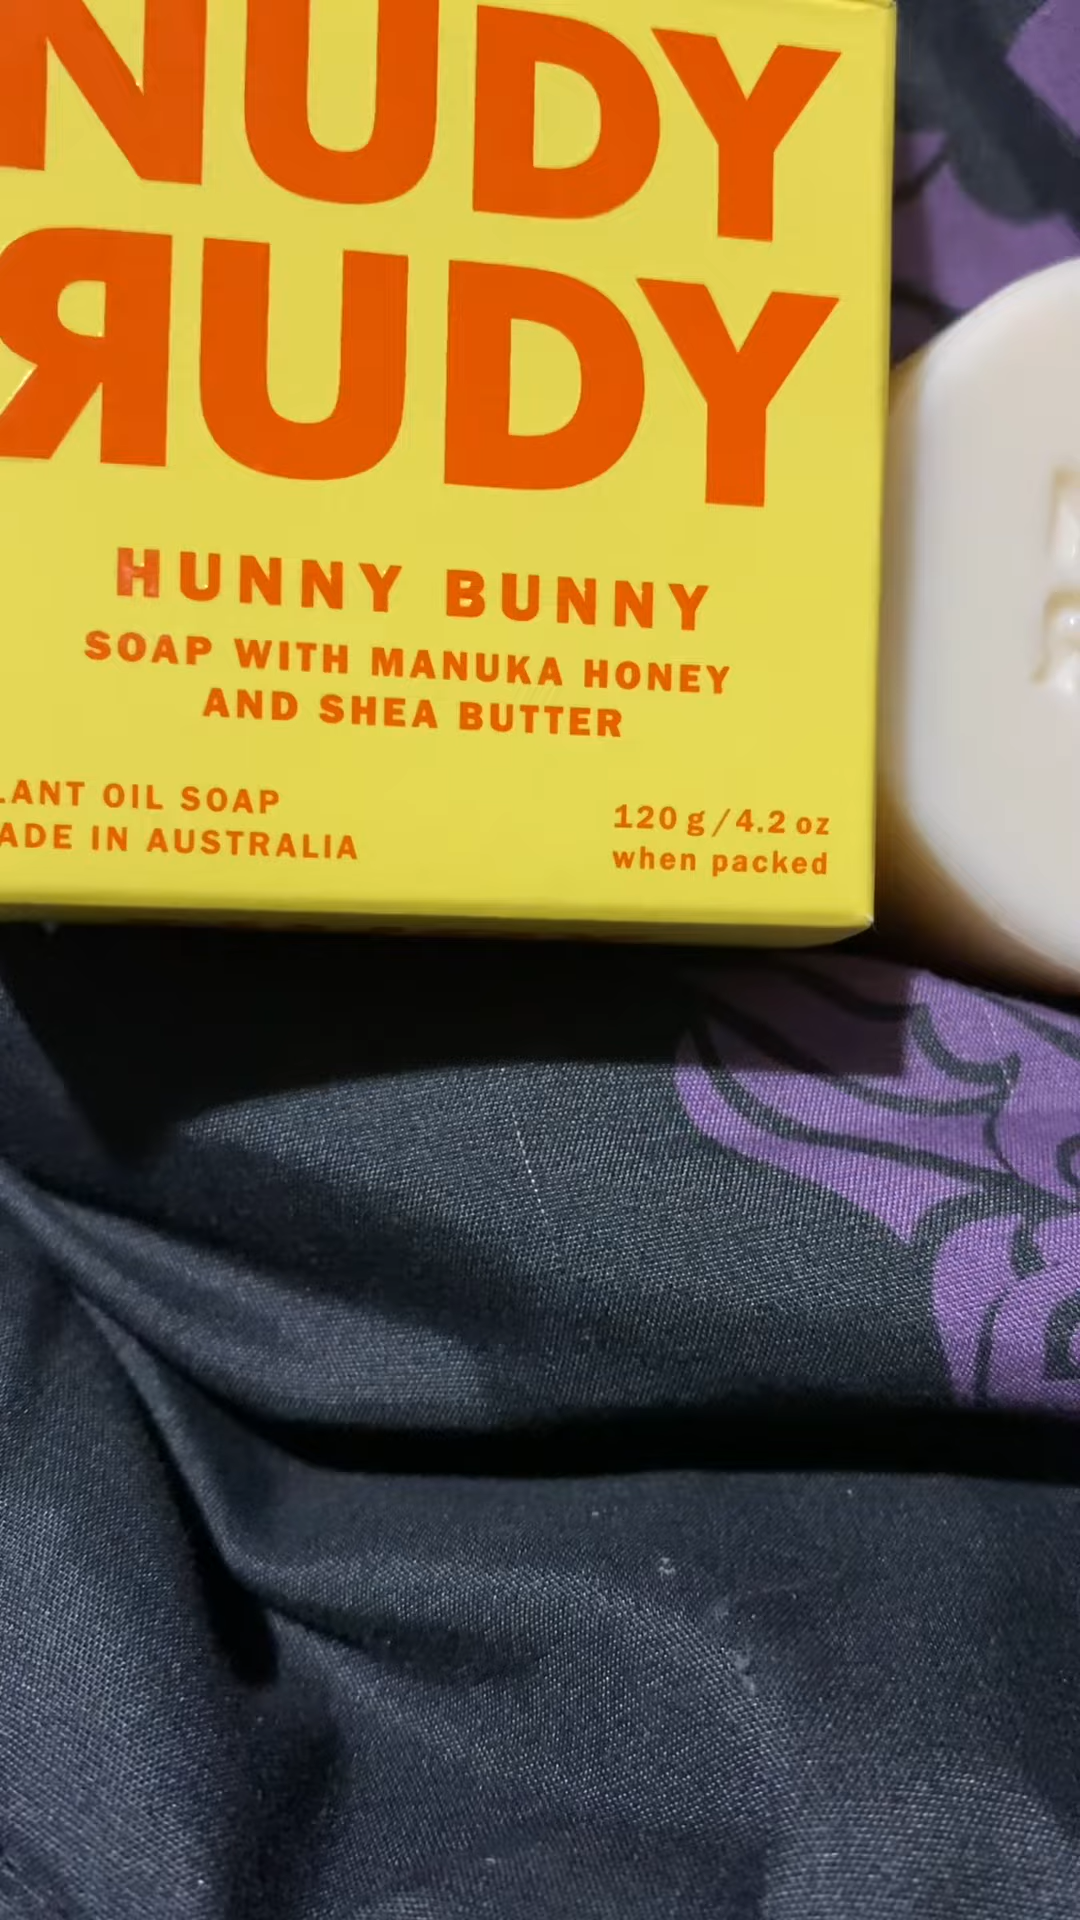 NUDY
ЯUDY
HUNNY BUNNY
SOAP WITH MANUKA HONEY
AND SHEA BUTTER
LANT OIL SOAP
ADE IN AUSTRALIA
120 g / 4.2 oz
when packed
N
R